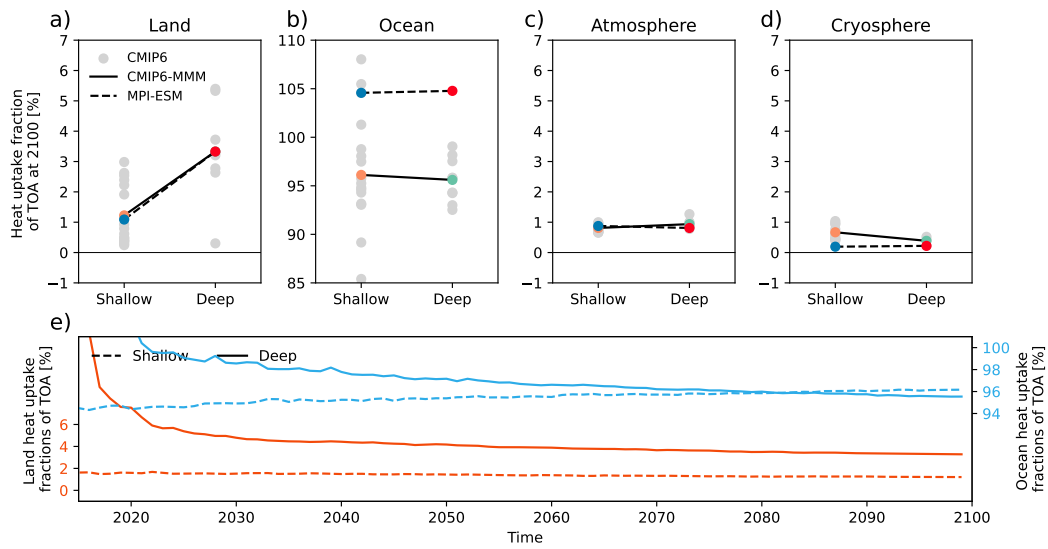 a) Land
b) Ocean
c) Atmosphere
d) Cryosphere
Heat uptake fraction
of TOA at 2100 [%]
7
6
5
4
3
2
1
0
−1
CMIP6
CMIP6-MMM
MPI-ESM
Shallow Deep
110
105
100
95
90
85
Shallow Deep
7
6
5
4
3
2
1
0
−1
Shallow Deep
7
6
5
4
3
2
1
0
−1
Shallow Deep
e)
Land heat uptake
fractions of TOA [%]
6
4
2
0
Shallow Deep
100
98
96
94
Ocean heat uptake
fractions of TOA [%]
2020 2030 2040 2050 2060 2070 2080 2090 2100
Time